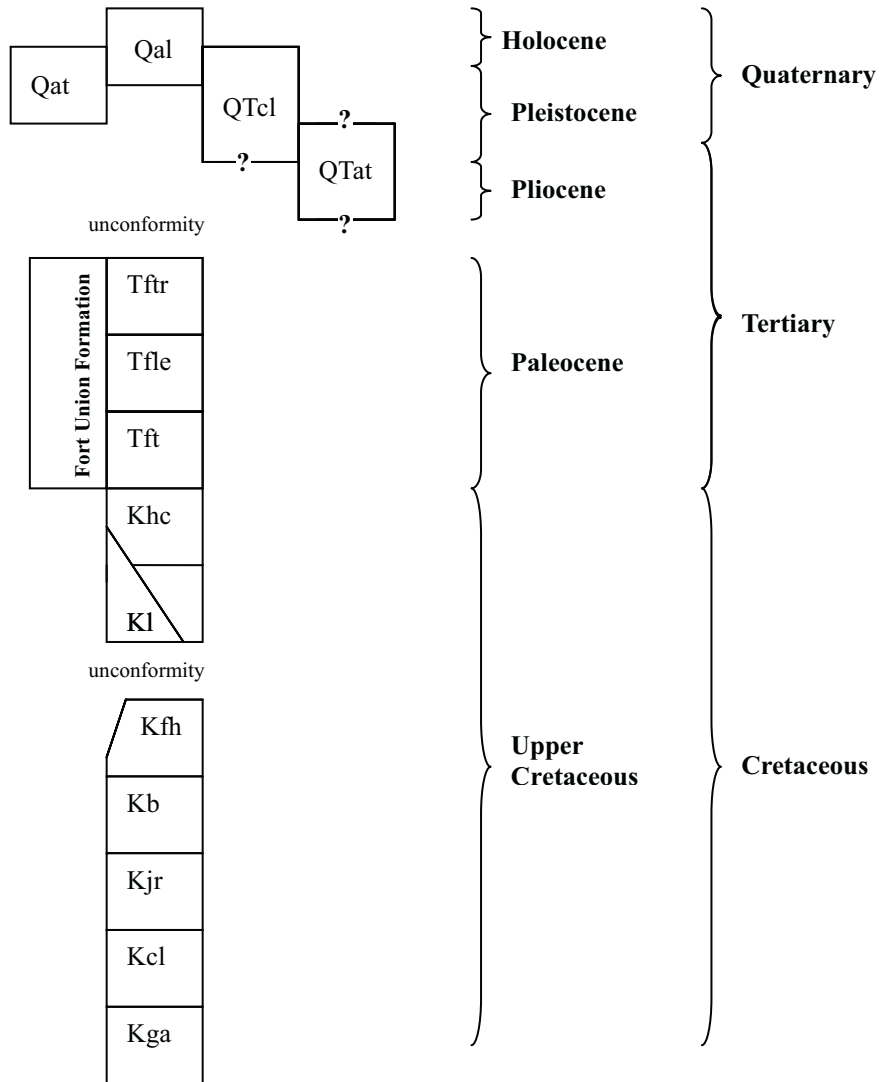 Qal
Holocene
Qat
QTcl
Quaternary
?
Pleistocene
?
QTat
Pliocene
?
unconformity
Fort Union Formation
Tftr
Tfle
Tft
Tertiary
Paleocene
Khc
Kl
unconformity
Kfh
Upper
Cretaceous
Cretaceous
Kb
Kjr
Kcl
Kga